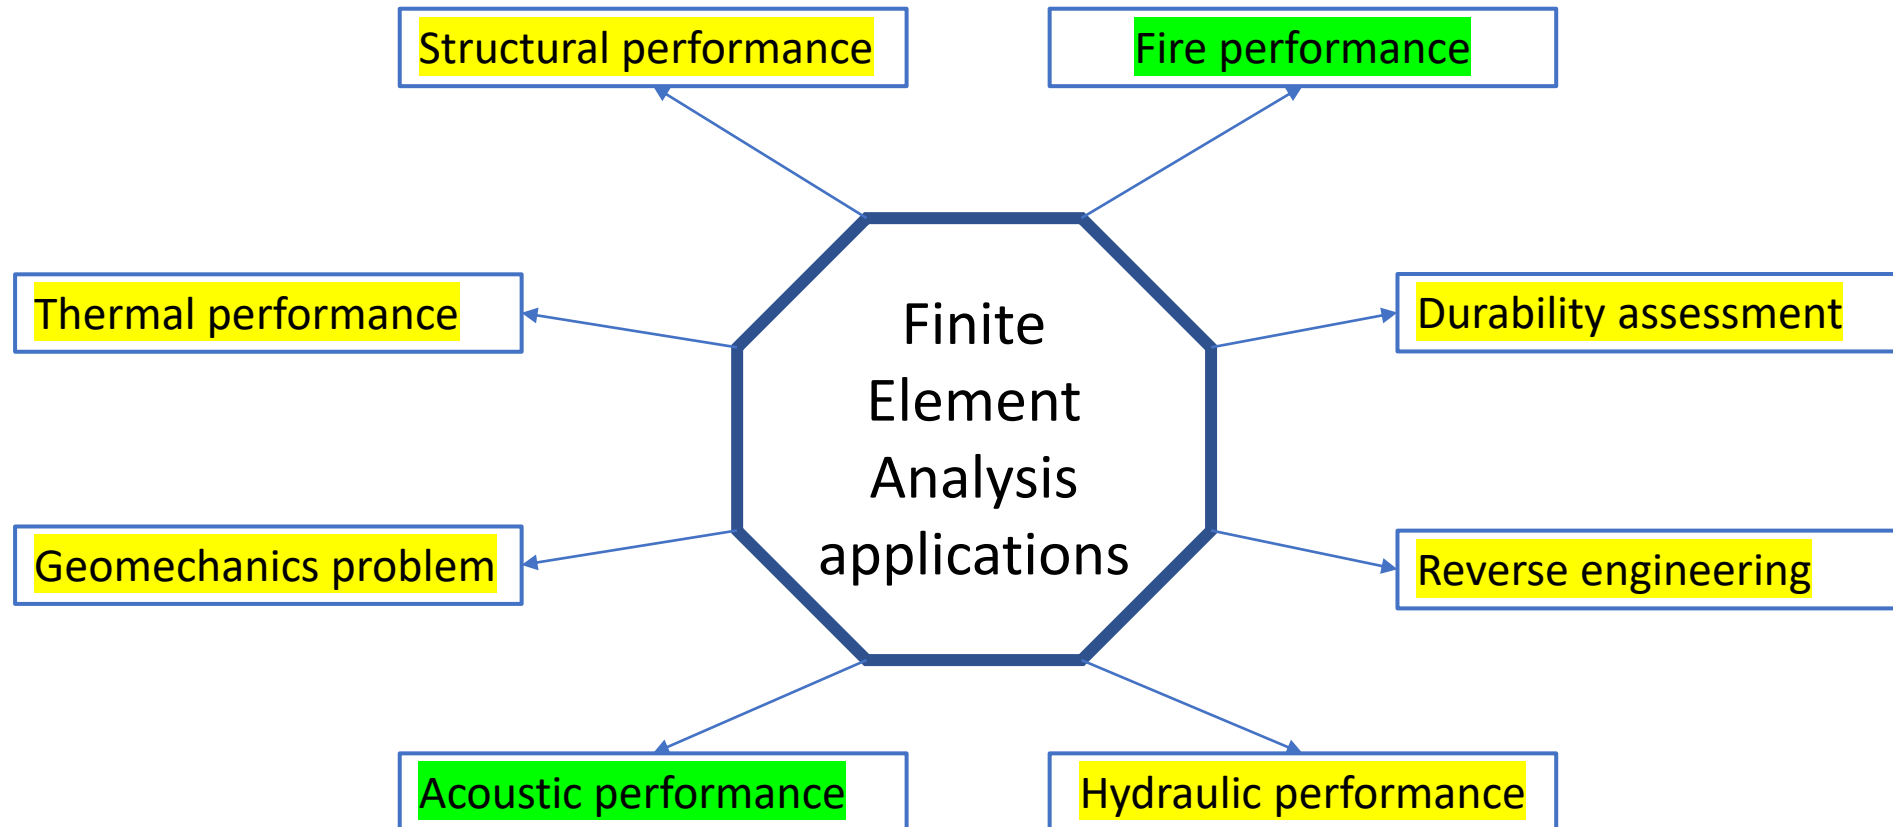 Structural performance
Fire performance
Thermal performance
Durability assessment
Finite
Element
Analysis
applications
Geomechanics problem
Reverse engineering
Acoustic performance
Hydraulic performance